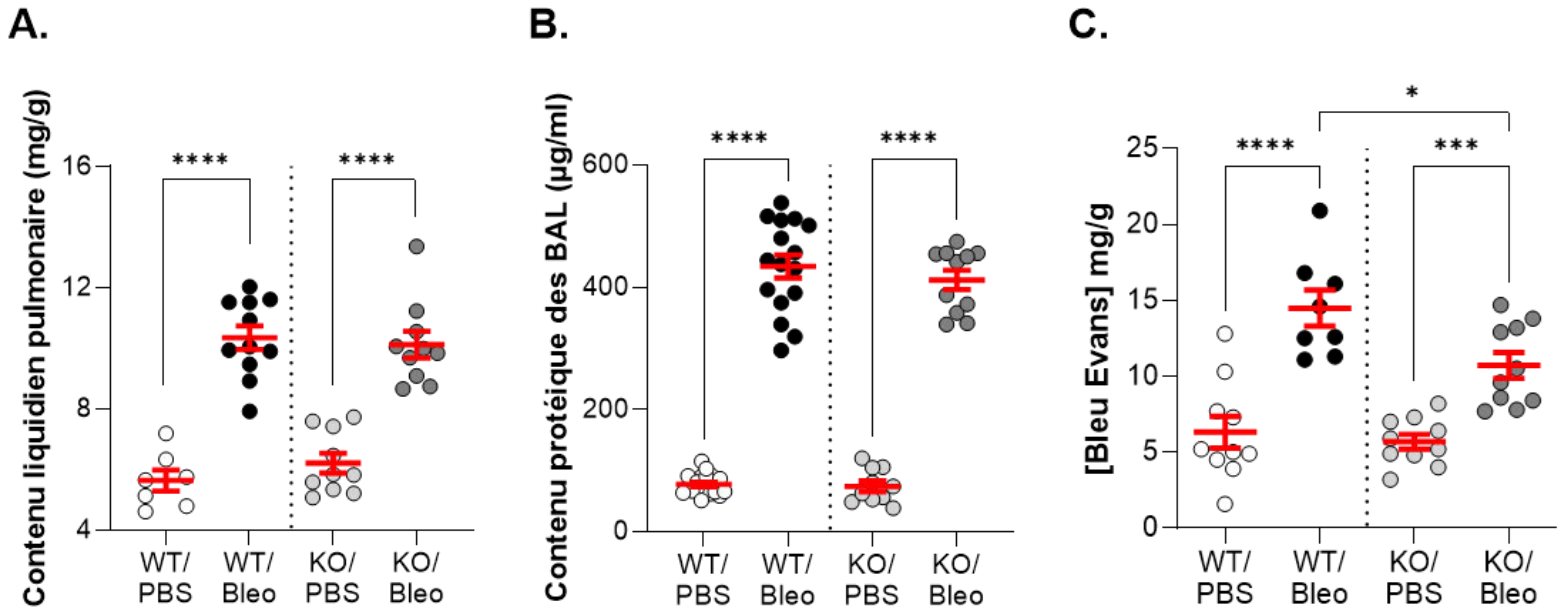 A.
Contenu liquidien pulmonaire (mg/g)
16
12
8
4
****
****
WT/
PBS
WT/
Bleo
KO/
PBS
KO/
Bleo
B.
Contenu protéique des BAL (µg/ml)
600
400
200
0
****
****
WT/
PBS
WT/
Bleo
KO/
PBS
KO/
Bleo
C.
[Bleu Evans] mg/g
25
20
15
10
5
0
*
****
***
WT/
PBS
WT/
Bleo
KO/
PBS
KO/
Bleo